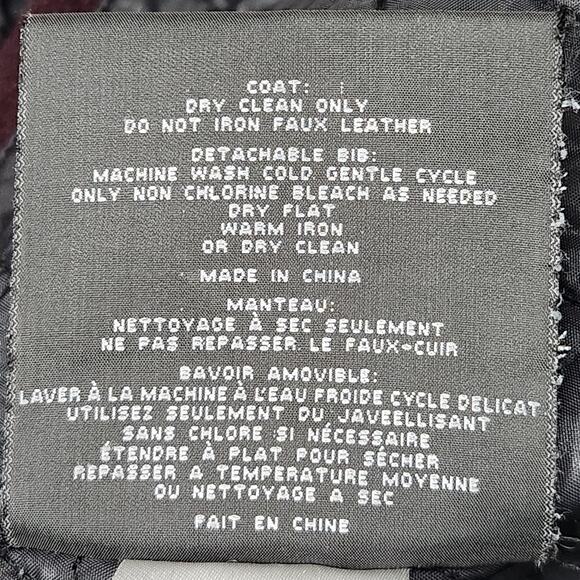 COAT:
DRY CLEAN ONLY
DO NOT IRON FAUX LEATHER
DETACHABLE BIB:
MACHINE WASH COLD GENTLE CYCLE
ONLY NON CHLORINE BLEACH AS NEEDED
DRY FLAT
WARM IRON
OR DRY CLEAN
MADE IN CHINA
MANTEAU:
NETTOYAGE À SEC SEULEMENT
NE PAS REPASSER LE FAUX-CUIR
BAVOIR AMOVIBLE:
LAVER À LA MACHINE À L'EAU FROIDE CYCLE DELICAT
UTILISEZ SEULEMENT DU JAVEELLISANT
SANS CHLORE SI NÉCESSAIRE
ÉTENDRE À PLAT POUR SÉCHER
REPASSER A TEMPERATURE MOYENNE
OU NETTOYAGE A SEC
FAIT EN CHINE